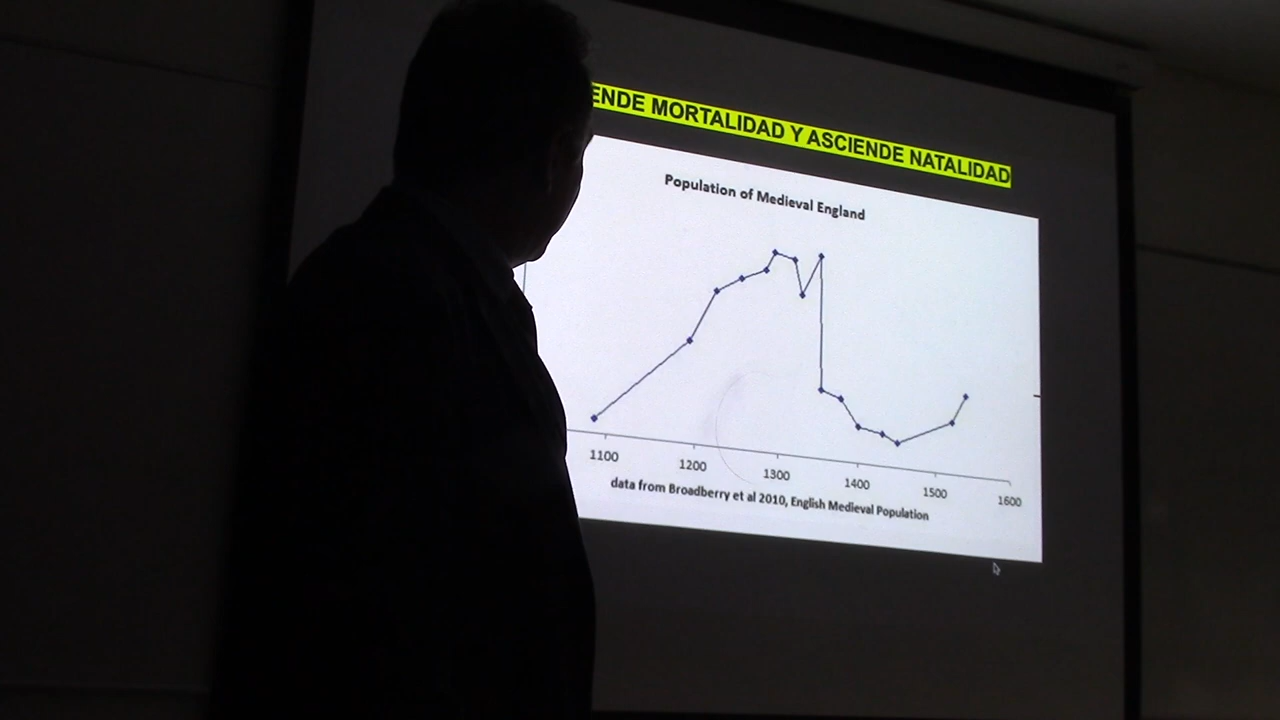 ENDE MORTALIDAD Y ASCIENDE NATALIDAD
Population of Medieval England
1100 1200 1300 1400 1500 1600
data from Broadberry et al 2010, English Medieval Population